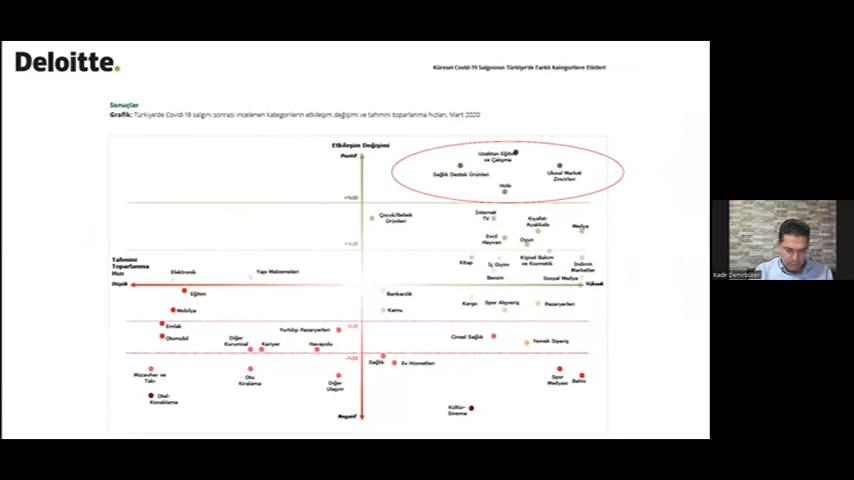 Deloitte.
Küresel Covid-19 Salgınının Türkiye'de Farklı Kategorilere Etkileri
Sonuçlar
Grafik: Türkiye'de Covid-19 salgını sonrası incelenen kategorilerin etkileşim değişimi ve tahmini toparlanma hızları, Mart 2020
Etkileşim Değişimi
Pozitif
Uzaktan Eğitim
ve Çalışma
Sağlık Destek Ürünleri
Ulusal Market
Zincirleri
Hobi
Çocuk/Bebek
Ürünleri
Internet
TV
Kıyafet-
Ayakkabı
Medya
Evcil
Hayvan
Oyun
Kitap
İç Giyim
Kişisel Bakım
ve Kozmetik
İndirim
Marketler
Benzin
Sosyal Medya
Tahmini
Toparlanma
Hızı
Elektronik
Yapı Malzemeleri
Düşük
Yüksek
Eğitim
Bankacılık
Mobilya
Kamu
Kargo
Spor Alışveriş
Pazaryerleri
Emlak
Otomobil
Yurtdışı Pazaryerleri
Diğer
Kurumsal
Kariyer
Havayolu
Cinsel Sağlık
Yemek Sipariş
Sağlık
Ev Hizmetleri
Mücevher ve
Takı
Oto
Kiralama
Diğer
Ulaşım
Spor
Medyası
Bahis
Otel-
Konaklama
Kültür-
Sinema
Negatif
Kadir Demirbüken